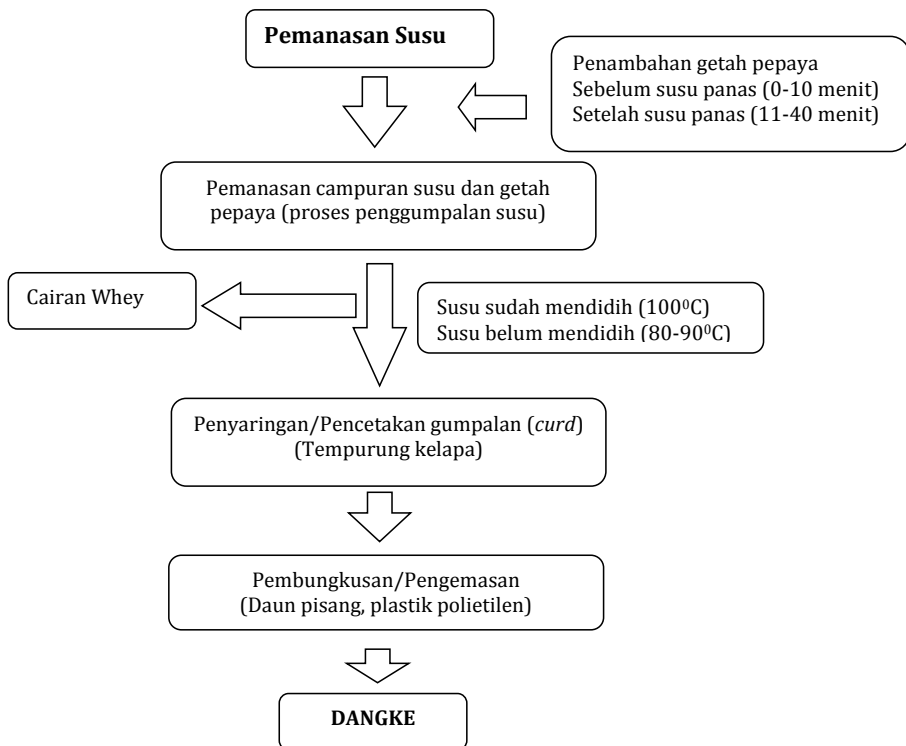 Pemanasan Susu
Penambahan getah pepaya
Sebelum susu panas (0-10 menit)
Setelah susu panas (11-40 menit)
Pemanasan campuran susu dan getah
pepaya (proses penggumpalan susu)
Cairan Whey
Susu sudah mendidih (100⁰C)
Susu belum mendidih (80-90⁰C)
Penyaringan/Pencetakan gumpalan (curd)
(Tempurung kelapa)
Pembungkusan/Pengemasan
(Daun pisang, plastik polietilen)
DANGKE